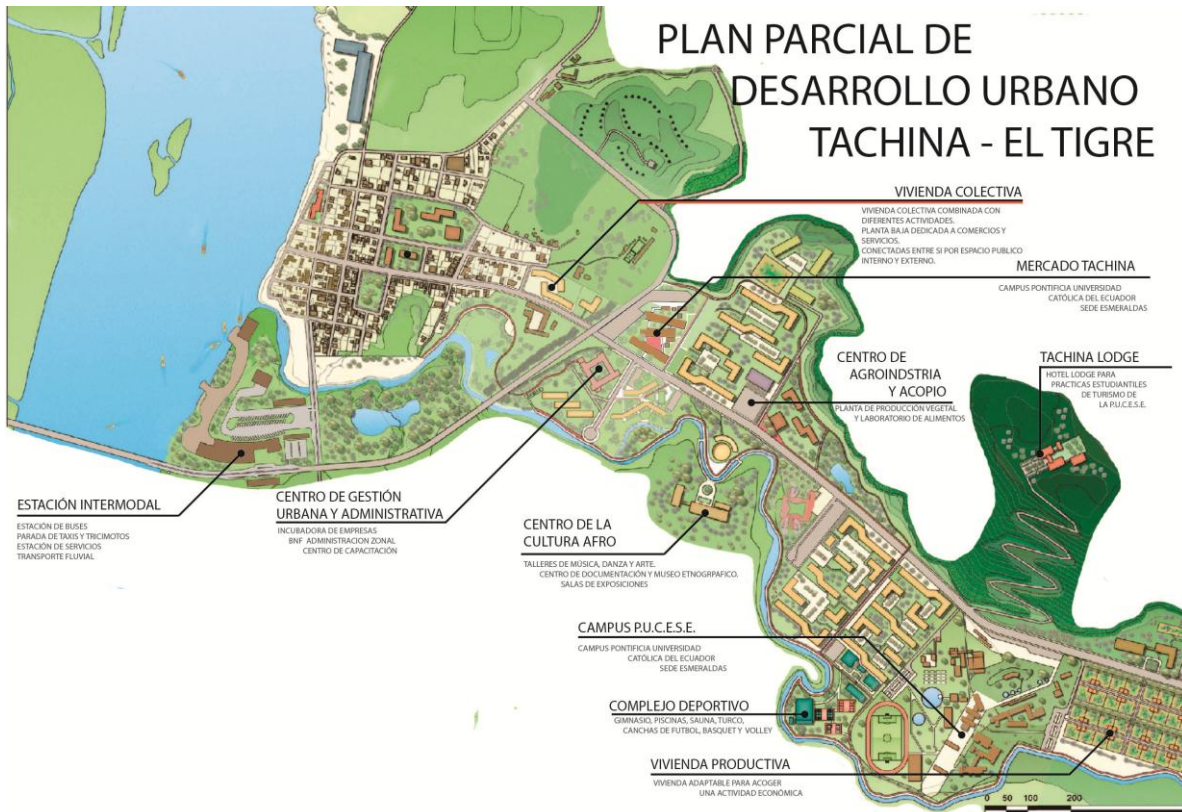 PLAN PARCIAL DE
DESARROLLO URBANO
TACHINA - EL TIGRE
VIVIENDA COLECTIVA
VIVIENDA COLECTIVA COMBINADA CON
DIFERENTES ACTIVIDADES.
PLANTA BAJA DEDICADA A COMERCIOS Y
SERVICIOS.
CONECTADAS ENTRE SI POR ESPACIO PUBLICO
INTERNO Y EXTERNO.
MERCADO TACHINA
CAMPUS PONTIFICIA UNIVERSIDAD
CATÓLICA DEL ECUADOR
SEDE ESMERALDAS
CENTRO DE
AGROINDSTRIA
Y ACOPIO
PLANTA DE PRODUCCIÓN VEGETAL
Y LABORATORIO DE ALIMENTOS
TACHINA LODGE
HOTEL LODGE PARA
PRACTICAS ESTUDIANTILES
DE TURISMO DE
LA P.U.C.E.S.E.
ESTACIÓN INTERMODAL
ESTACIÓN DE BUSES
PARADA DE TAXIS Y TRICIMOTOS
ESTACIÓN DE SERVICIOS
TRANSPORTE FLUVIAL
CENTRO DE GESTIÓN
URBANA Y ADMINISTRATIVA
INCUBADORA DE EMPRESAS
BNF ADMINISTRACION ZONAL
CENTRO DE CAPACITACIÓN
CENTRO DE LA
CULTURA AFRO
TALLERES DE MÚSICA, DANZA Y ARTE.
CENTRO DE DOCUMENTACIÓN Y MUSEO ETNOGRPAFICO.
SALAS DE EXPOSICIONES
CAMPUS P.U.C.E.S.E.
CAMPUS PONTIFICIA UNIVERSIDAD
CATÓLICA DEL ECUADOR
SEDE ESMERALDAS
COMPLEJO DEPORTIVO
GIMNASIO, PISCINAS, SAUNA, TURCO,
CANCHAS DE FUTBOL, BASQUET Y VOLLEY
VIVIENDA PRODUCTIVA
VIVIENDA ADAPTABLE PARA ACOGER
UNA ACTIVIDAD ECONÓMICA
0 50 100 200